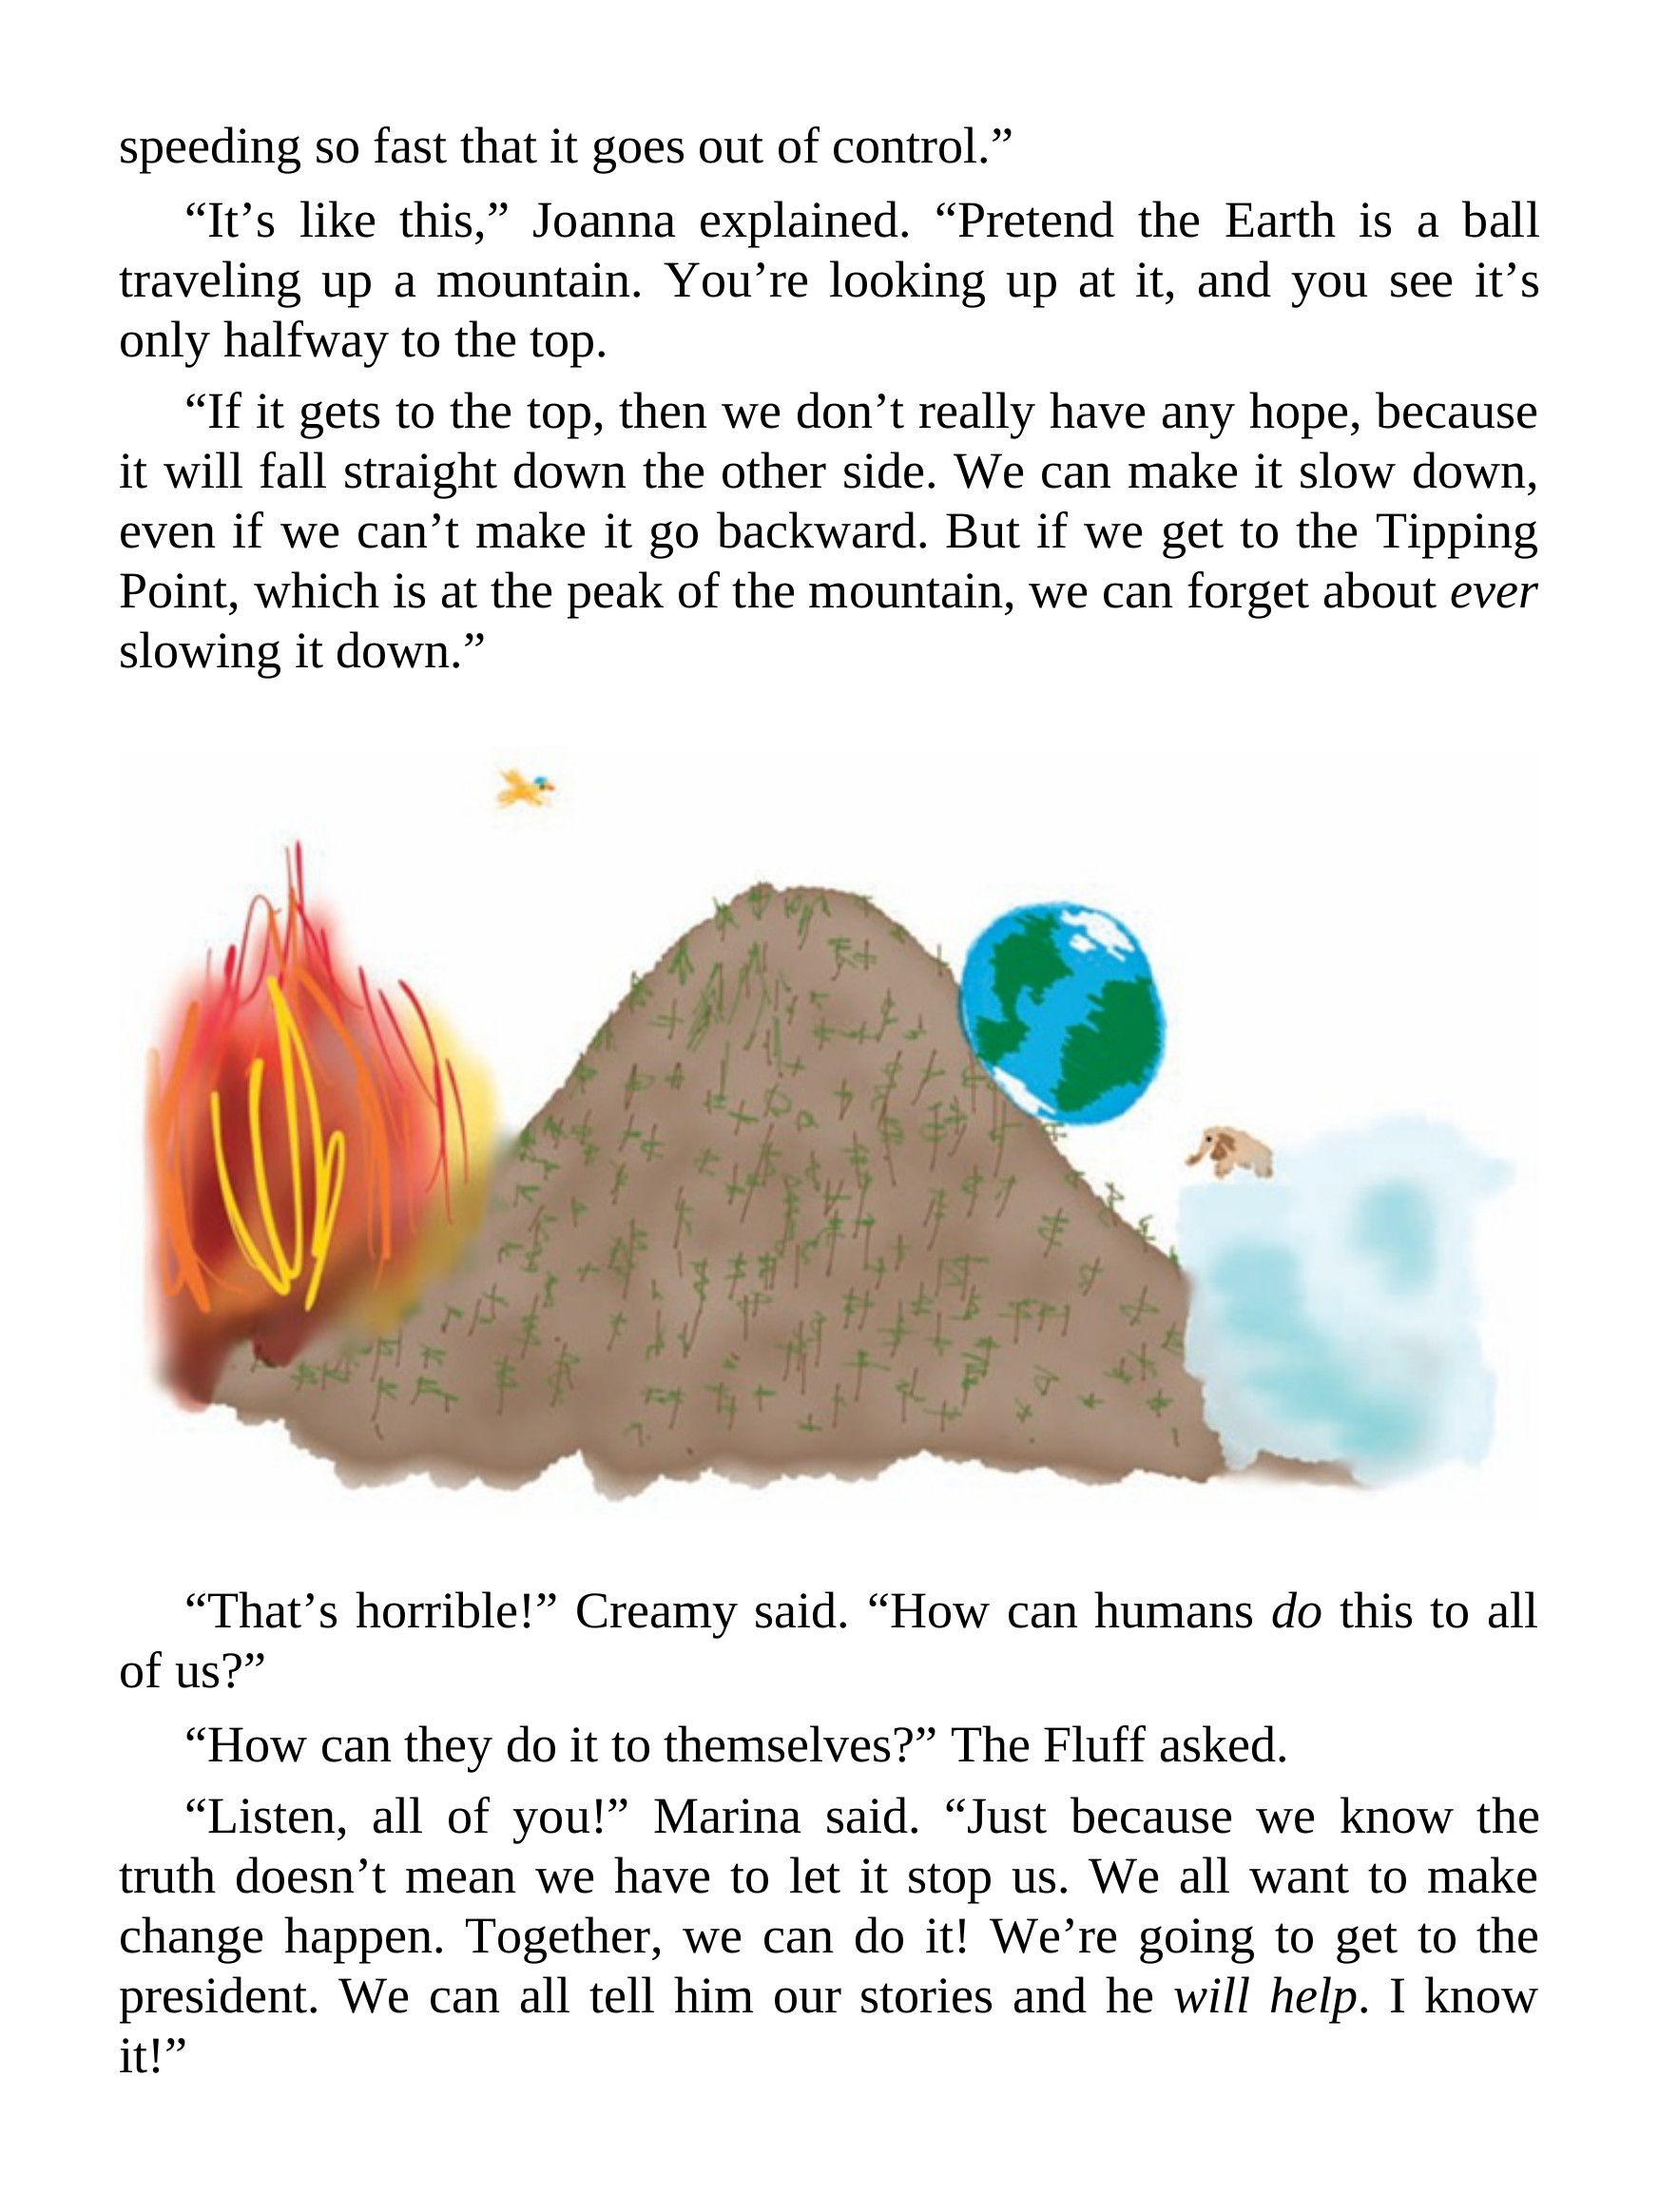 speeding so fast that it goes out of control.”
“It’s like this,” Joanna explained. “Pretend the Earth is a ball
traveling up a mountain. You’re looking up at it, and you see it’s
only halfway to the top.
“If it gets to the top, then we don’t really have any hope, because
it will fall straight down the other side. We can make it slow down,
even if we can’t make it go backward. But if we get to the Tipping
Point, which is at the peak of the mountain, we can forget about ever
slowing it down.”
“That’s horrible!” Creamy said. “How can humans do this to all
of us?”
“How can they do it to themselves?” The Fluff asked.
“Listen, all of you!” Marina said. “Just because we know the
truth doesn’t mean we have to let it stop us. We all want to make
change happen. Together, we can do it! We’re going to get to the
president. We can all tell him our stories and he will help. I know
it!”